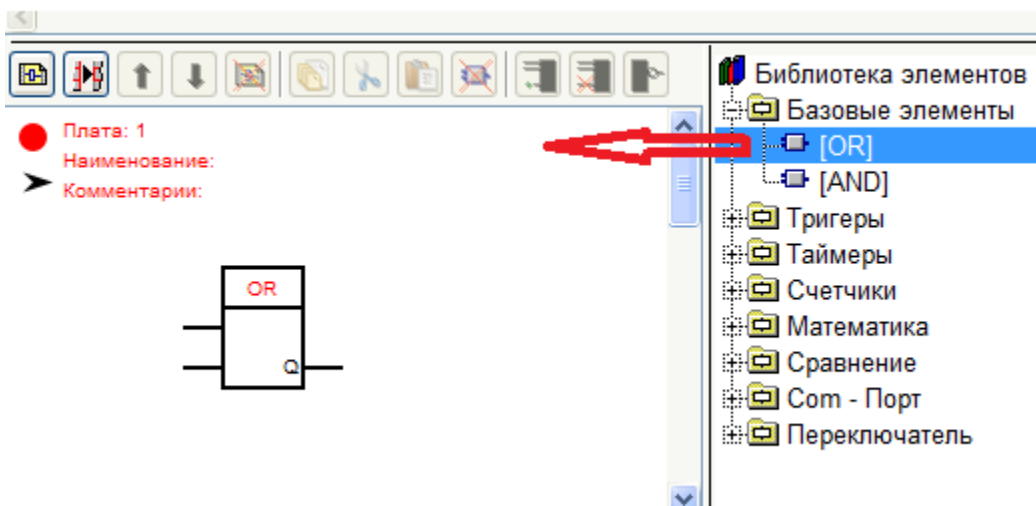 Плата: 1
Наименование:
Комментарии:
OR
Q
Библиотека элементов
Базовые элементы
[OR]
[AND]
Тригеры
Таймеры
Счетчики
Математика
Сравнение
Com - Порт
Переключатель